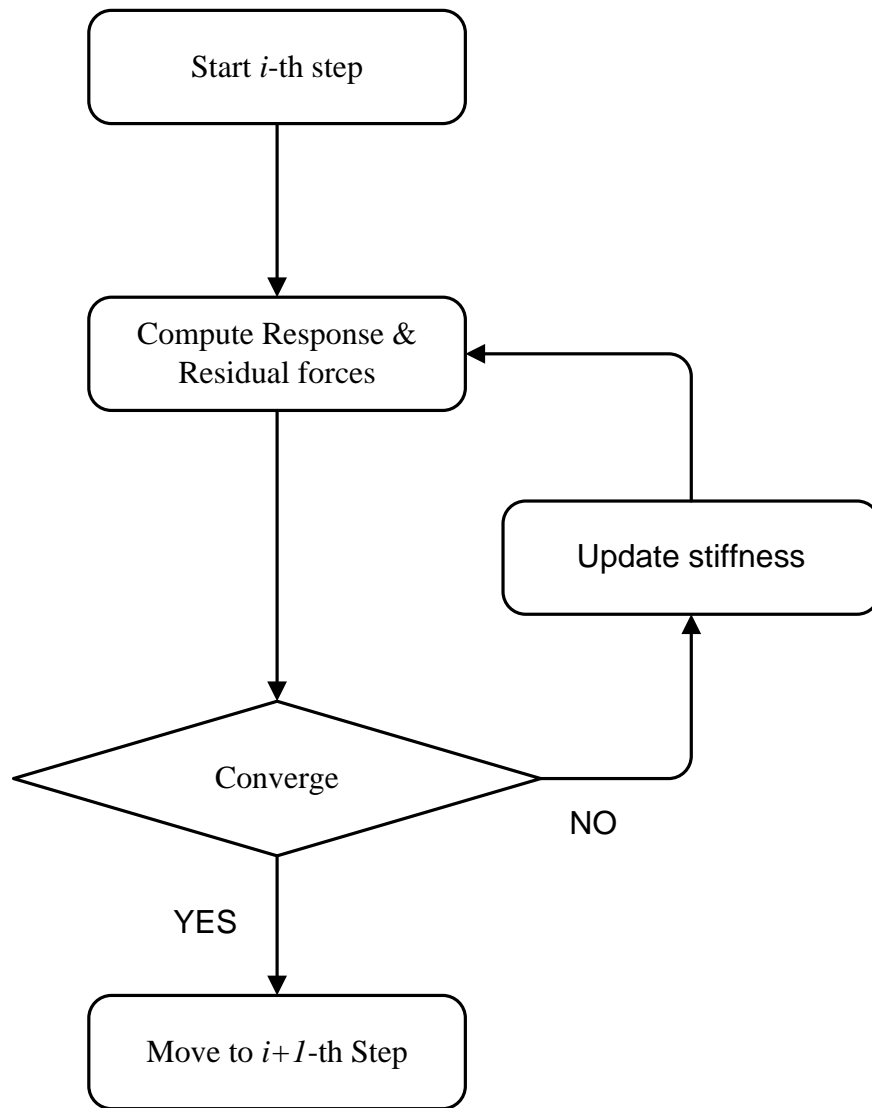 Start i-th step
Compute Response &
Residual forces
Update stiffness
Converge
NO
YES
Move to i+1-th Step